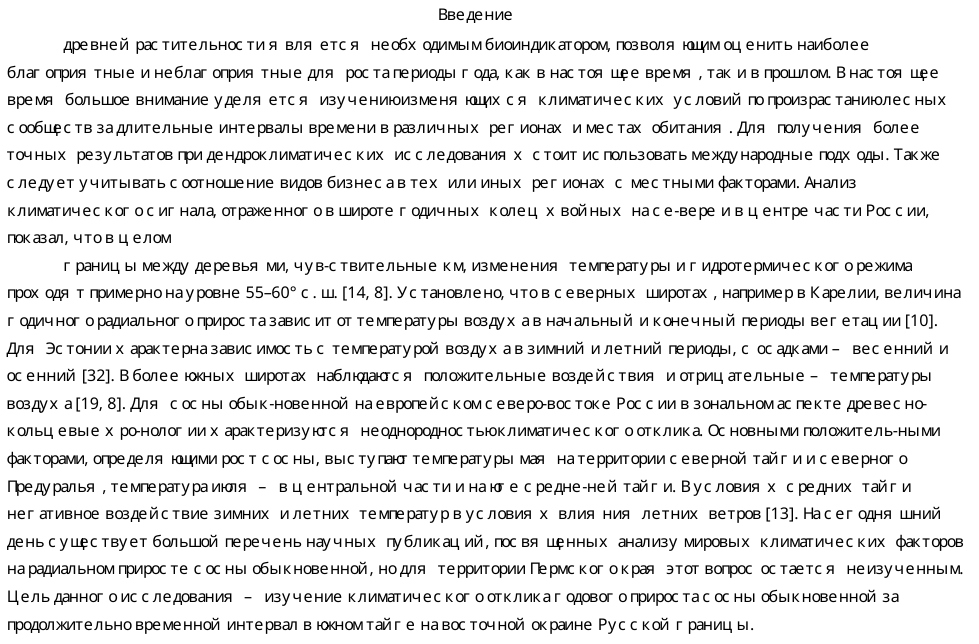 Введение
древней растительности является необходимым биоиндикатором, позволяющим оценить наиболее
благоприятные и неблагоприятные для роста периоды года, как в настоящее время, так и в прошлом. В настоящее
время большое внимание уделяется изучению изменяющихся климатических условий по произрастанию лесных
сообществ за длительные интервалы времени в различных регионах и местах обитания. Для получения более
точных результатов при дендроклиматических исследованиях стоит использовать международные подходы. Также
следует учитывать соотношение видов бизнеса в тех или иных регионах с местными факторами. Анализ
климатического сигнала, отраженного в широте годичных колец хвойных на се-вере и в центре части России,
показал, что в целом
границы между деревьями, чув-ствительные км, изменения температуры и гидротермического режима
проходят примерно на уровне 55–60° с. ш. [14, 8]. Установлено, что в северных широтах, например в Карелии, величина
годичного радиального прироста зависит от температуры воздуха в начальный и конечный периоды вегетации [10].
Для Эстонии характерна зависимость с температурой воздуха в зимний и летний периоды, с осадками – весенний и
осенний [32]. В более южных широтах наблюдаются положительные воздействия и отрицательные – температуры
воздуха [19, 8]. Для сосны обык-новенной на европейском северо-востоке России в зональном аспекте древесно-
кольцевые хро-нологии характеризуются неоднородностью климатического отклика. Основными положитель-ными
факторами, определяющими рост сосны, выступают температуры мая на территории северной тайги и северного
Предуралья, температура июля – в центральной части и на юге средне-ней тайги. В условиях средних тайги
негативное воздействие зимних и летних температур в условиях влияния летних ветров [13]. На сегодняшний
день существует большой перечень научных публикаций, посвященных анализу мировых климатических факторов
на радиальном приросте сосны обыкновенной, но для территории Пермского края этот вопрос остается неизученным.
Цель данного исследования – изучение климатического отклика годового прироста сосны обыкновенной за
продолжительно временной интервал в южном тайге на восточной окраине Русской границы.